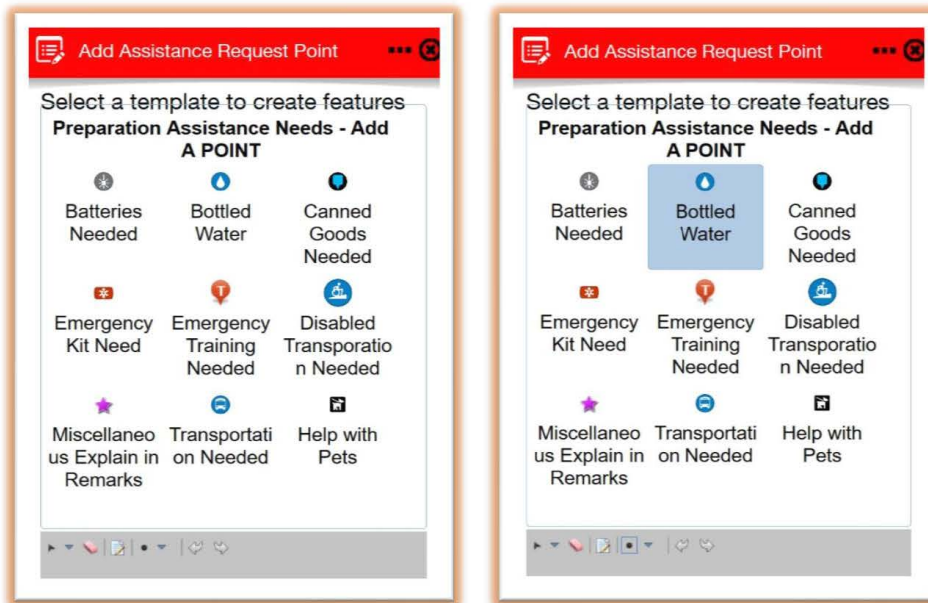 Add Assistance Request Point
Select a template to create features
Preparation Assistance Needs - Add
A POINT
Batteries
Needed
Bottled
Water
Canned
Goods
Needed
Emergency
Kit Need
T
Emergency
Training
Needed
Disabled
Transporatio
n Needed
Miscellaneo
us Explain in
Remarks
Transportati
on Needed
Help with
Pets
Add Assistance Request Point
Select a template to create features
Preparation Assistance Needs - Add
A POINT
Batteries
Needed
Bottled
Water
Canned
Goods
Needed
Emergency
Kit Need
T
Emergency
Training
Needed
Disabled
Transporatio
n Needed
Miscellaneo
us Explain in
Remarks
Transportati
on Needed
Help with
Pets